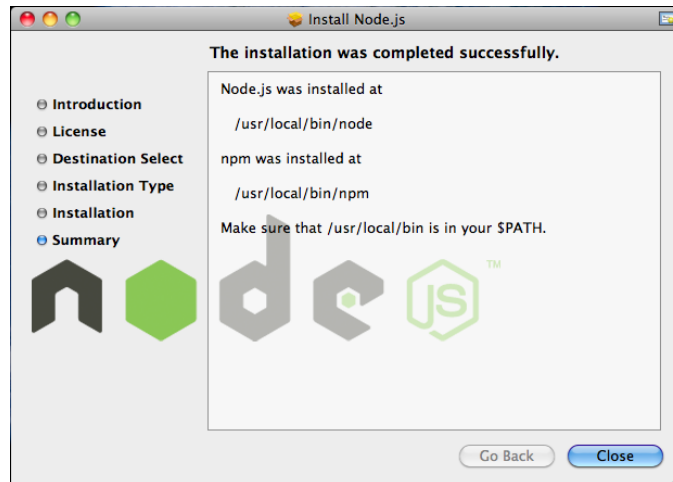 Install Node.js
The installation was completed successfully.
Introduction
License
Destination Select
Installation Type
Installation
Summary
Node.js was installed at
/usr/local/bin/node
npm was installed at
/usr/local/bin/npm
Make sure that /usr/local/bin is in your $PATH.
node JS™
Go Back
Close